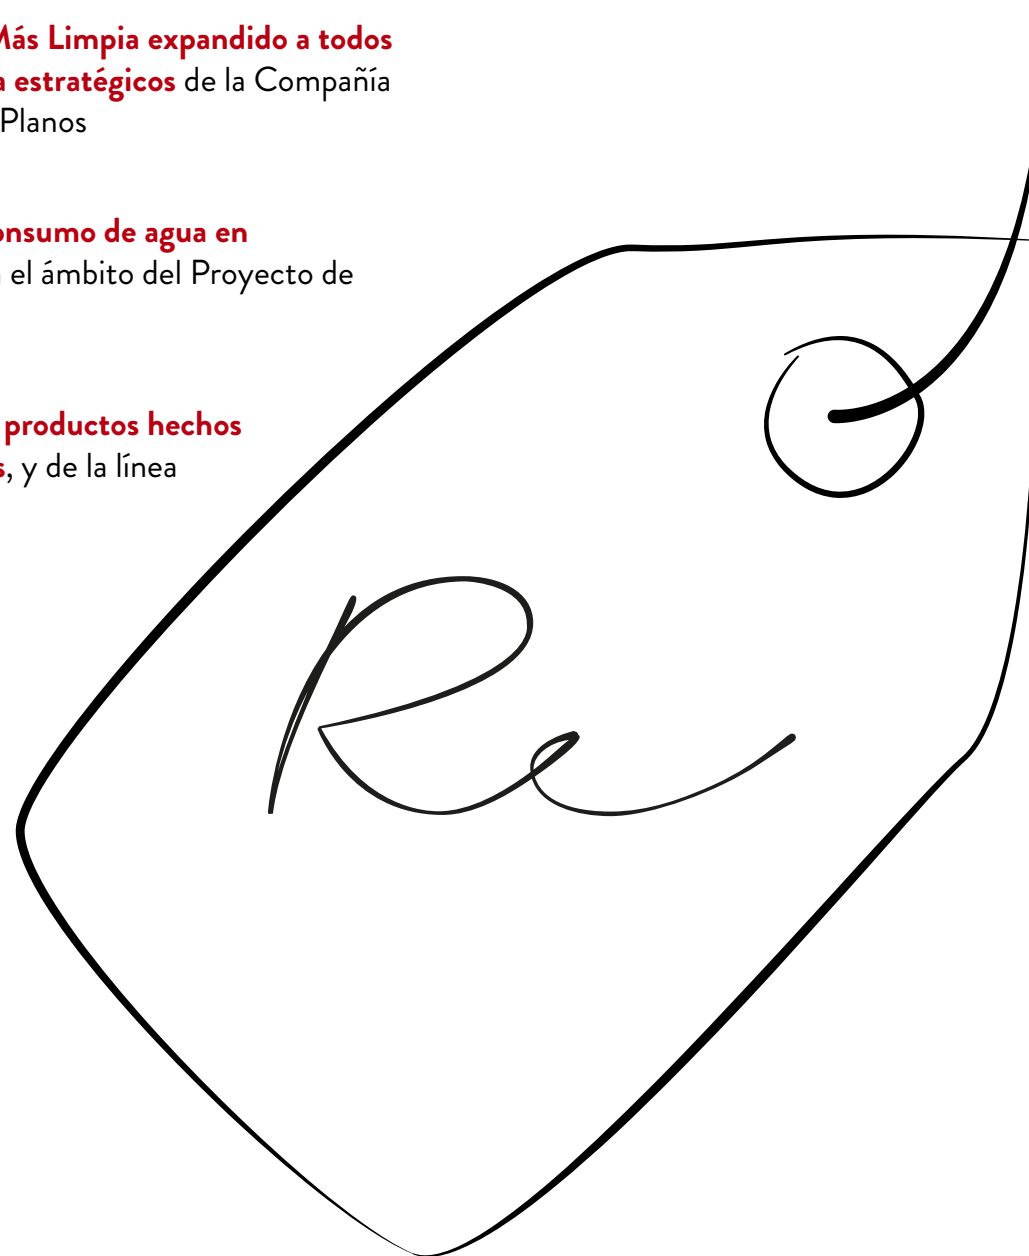 Más Limpia expandido a todos
estratégicos de la Compañía
Planos
consumo de agua en
el ámbito del Proyecto de
productos hechos
, y de la línea
Re